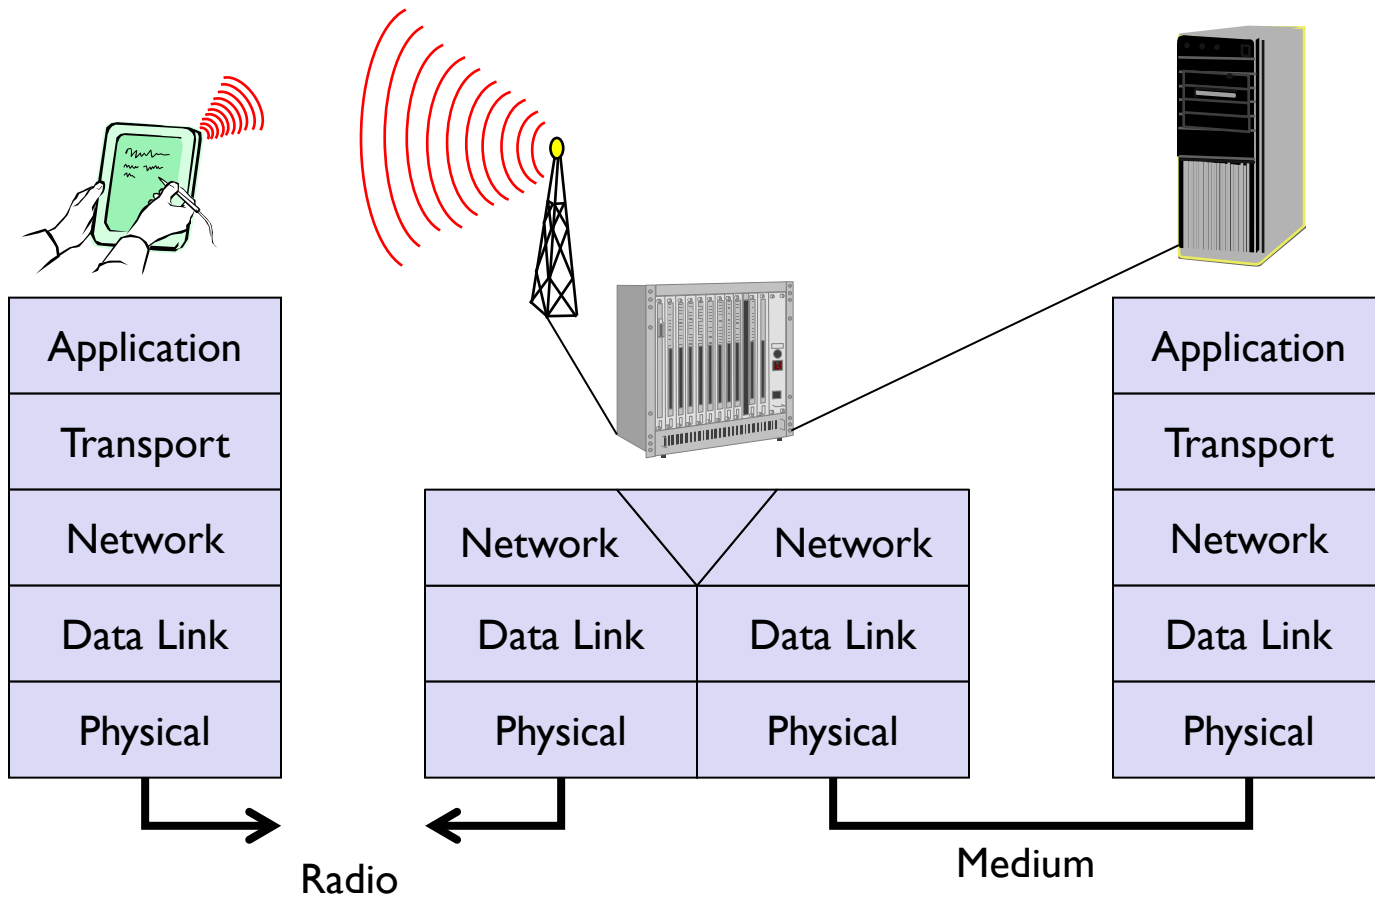 Application
Transport
Network
Data Link
Physical
Network
Network
Data Link
Data Link
Physical
Physical
Application
Transport
Network
Data Link
Physical
Radio
Medium